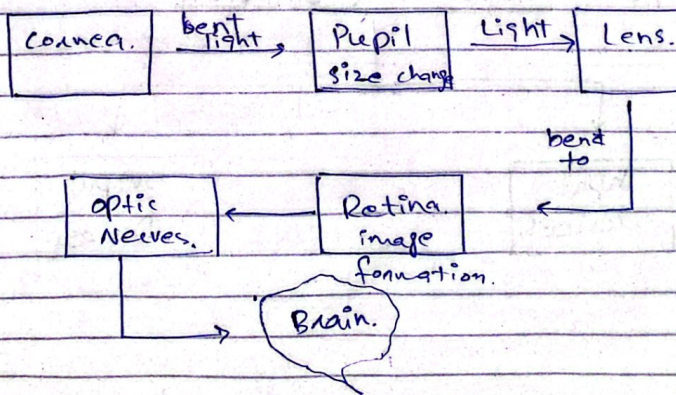 Cornea.
bent light
Pupil
size change
Light
Lens.
bend
to
Optic
Nerves.
Retina.
image
formation.
Brain.